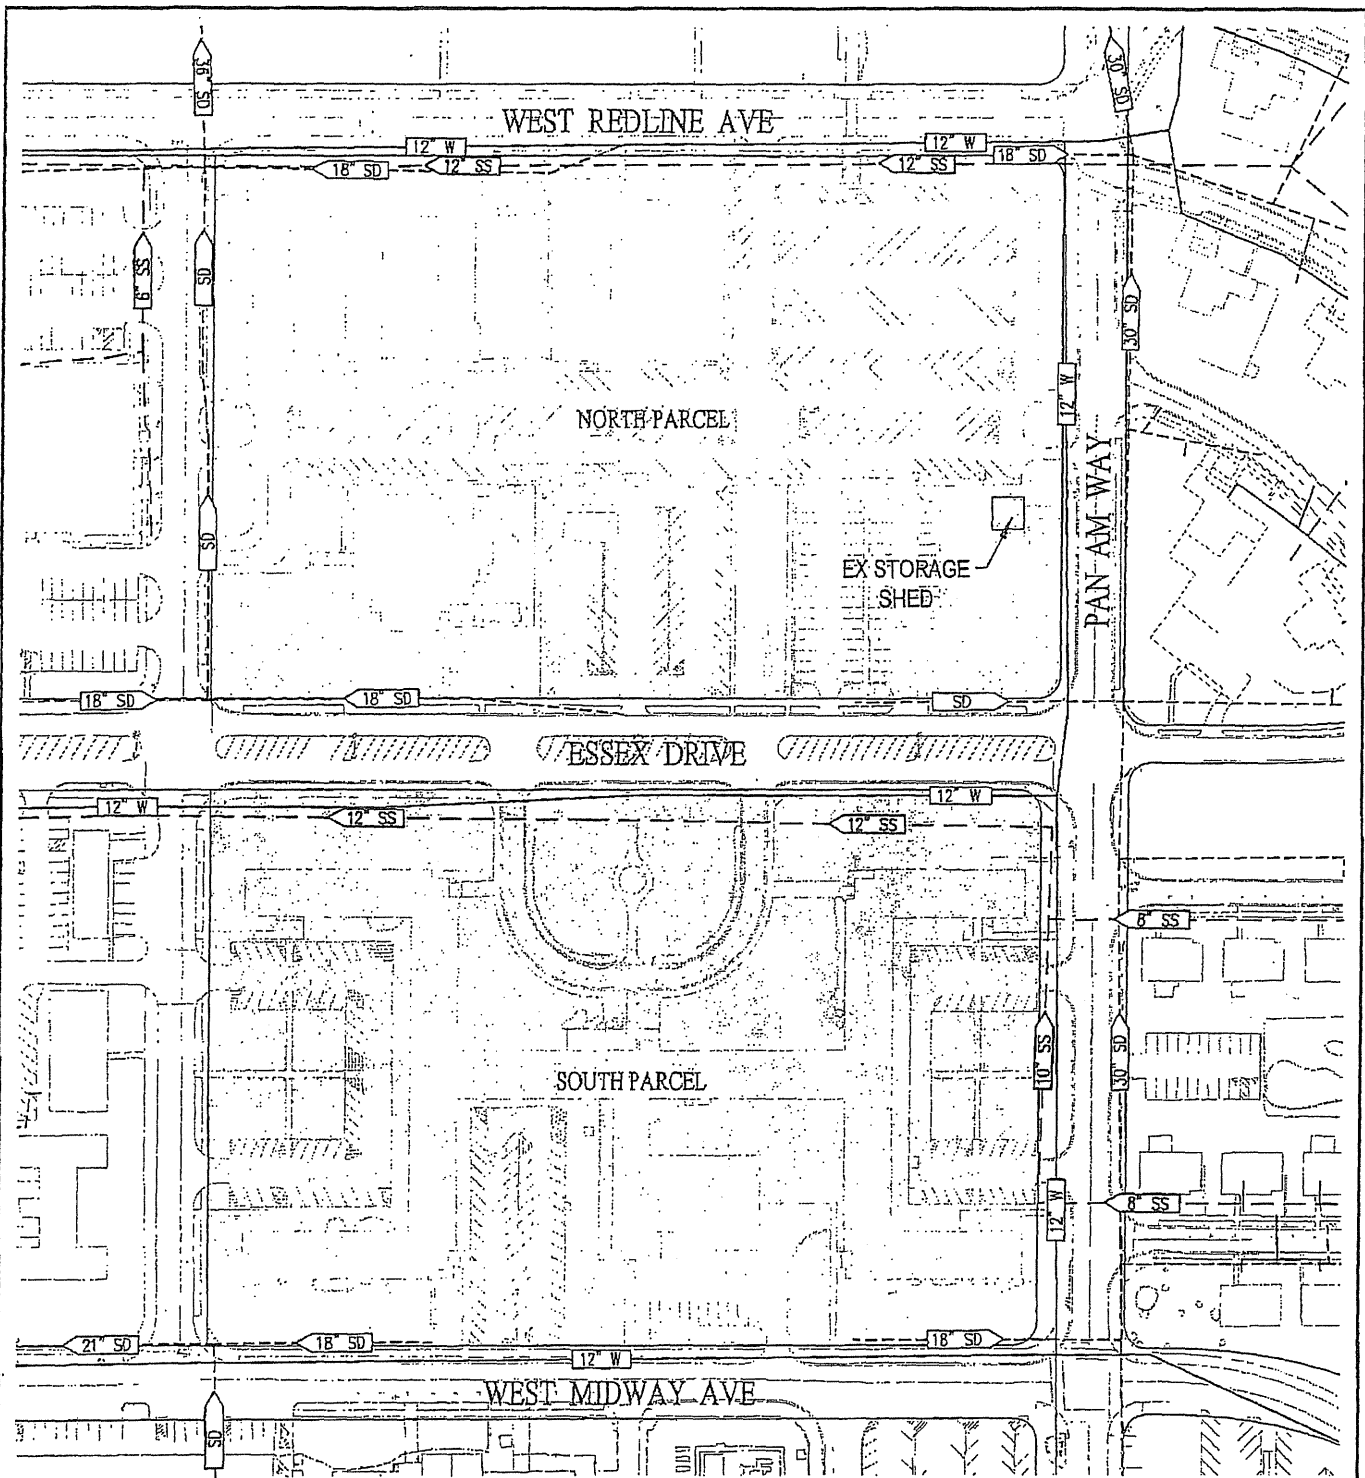 36" SD
30" SD
WEST REDLINE AVE
12" W
12" W
18" SD
12" SS
12" SS
18" SD
6" SS
SD
30" SD
12" W
NORTH PARCEL
PAN AM WAY
SD
EX STORAGE
SHED
18" SD
18" SD
SD
ESSEX DRIVE
12" W
12" W
12" SS
12" SS
8" SS
10" SS
30" SD
SOUTH PARCEL
12" W
8" SS
21" SD
18" SD
18" SD
12" W
WEST MIDWAY AVE
SD